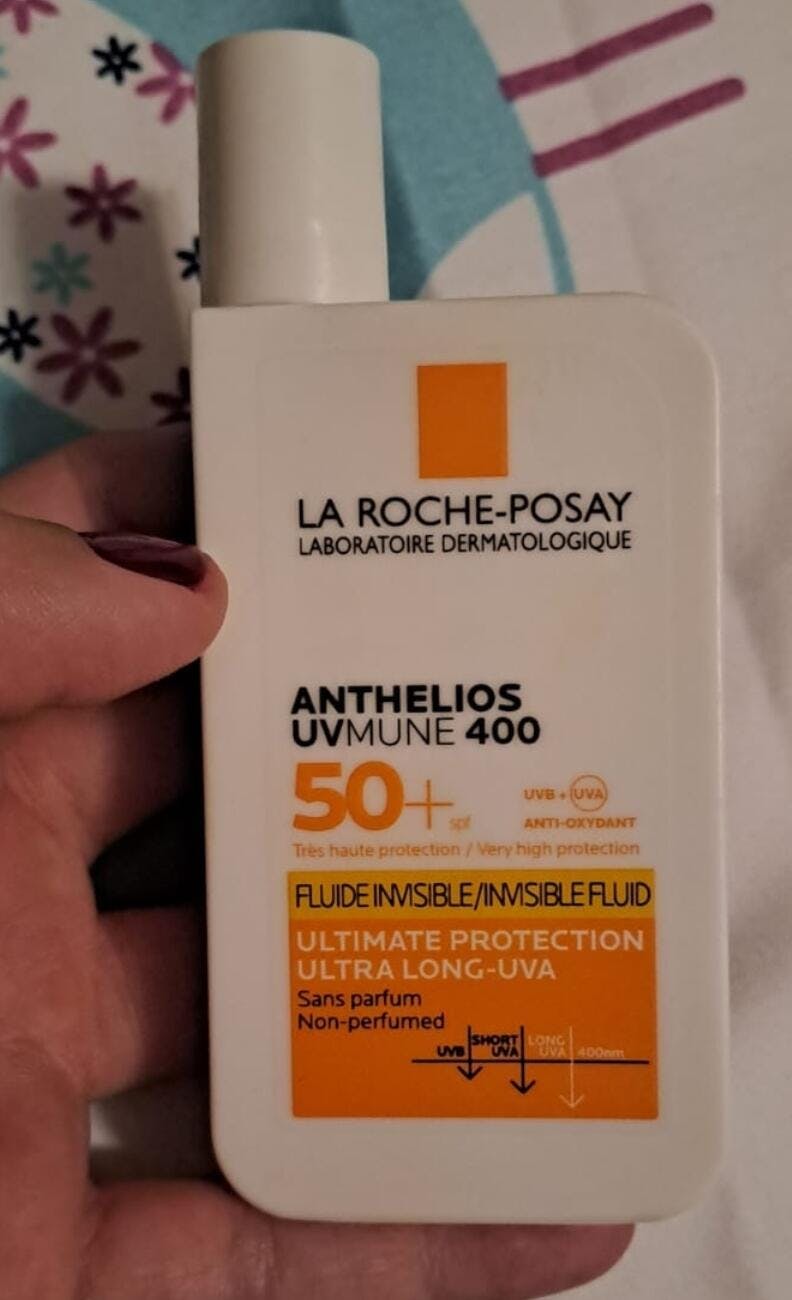 LA ROCHE-POSAY
LABORATOIRE DERMATOLOGIQUE
ANTHELIOS
UVMUNE 400
50+ spf
UVB + UVA
ANTI-OXYDANT
Très haute protection / Very high protection
FLUIDE INVISIBLE/INVISIBLE FLUID
ULTIMATE PROTECTION
ULTRA LONG-UVA
Sans parfum
Non-perfumed
UVB
SHORT
UVA
LONG
UVA
400nm